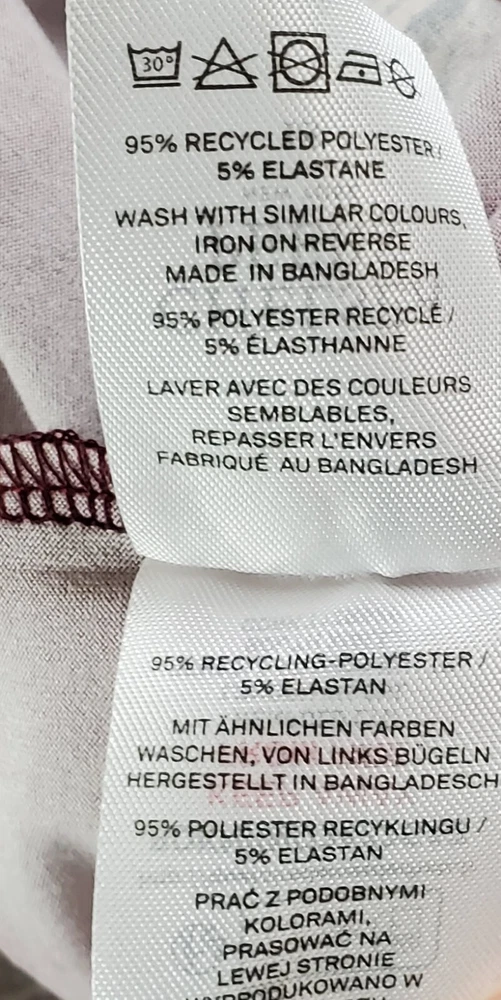 30°
95% RECYCLED POLYESTER /
5% ELASTANE
WASH WITH SIMILAR COLOURS,
IRON ON REVERSE
MADE IN BANGLADESH
95% POLYESTER RECYCLÉ /
5% ÉLASTHANNE
LAVER AVEC DES COULEURS
SEMBLABLES,
REPASSER L'ENVERS
FABRIQUÉ AU BANGLADESH
95% RECYCLING-POLYESTER /
5% ELASTAN
MIT ÄHNLICHEN FARBEN
WASCHEN, VON LINKS BÜGELN
HERGESTELLT IN BANGLADESCH
95% POLIESTER RECYKLINGU /
5% ELASTAN
PRAĆ Z PODOBNYMI
KOLORAMI,
PRASOWAĆ NA
LEWEJ STRONIE
WYPRODUKOWANO W